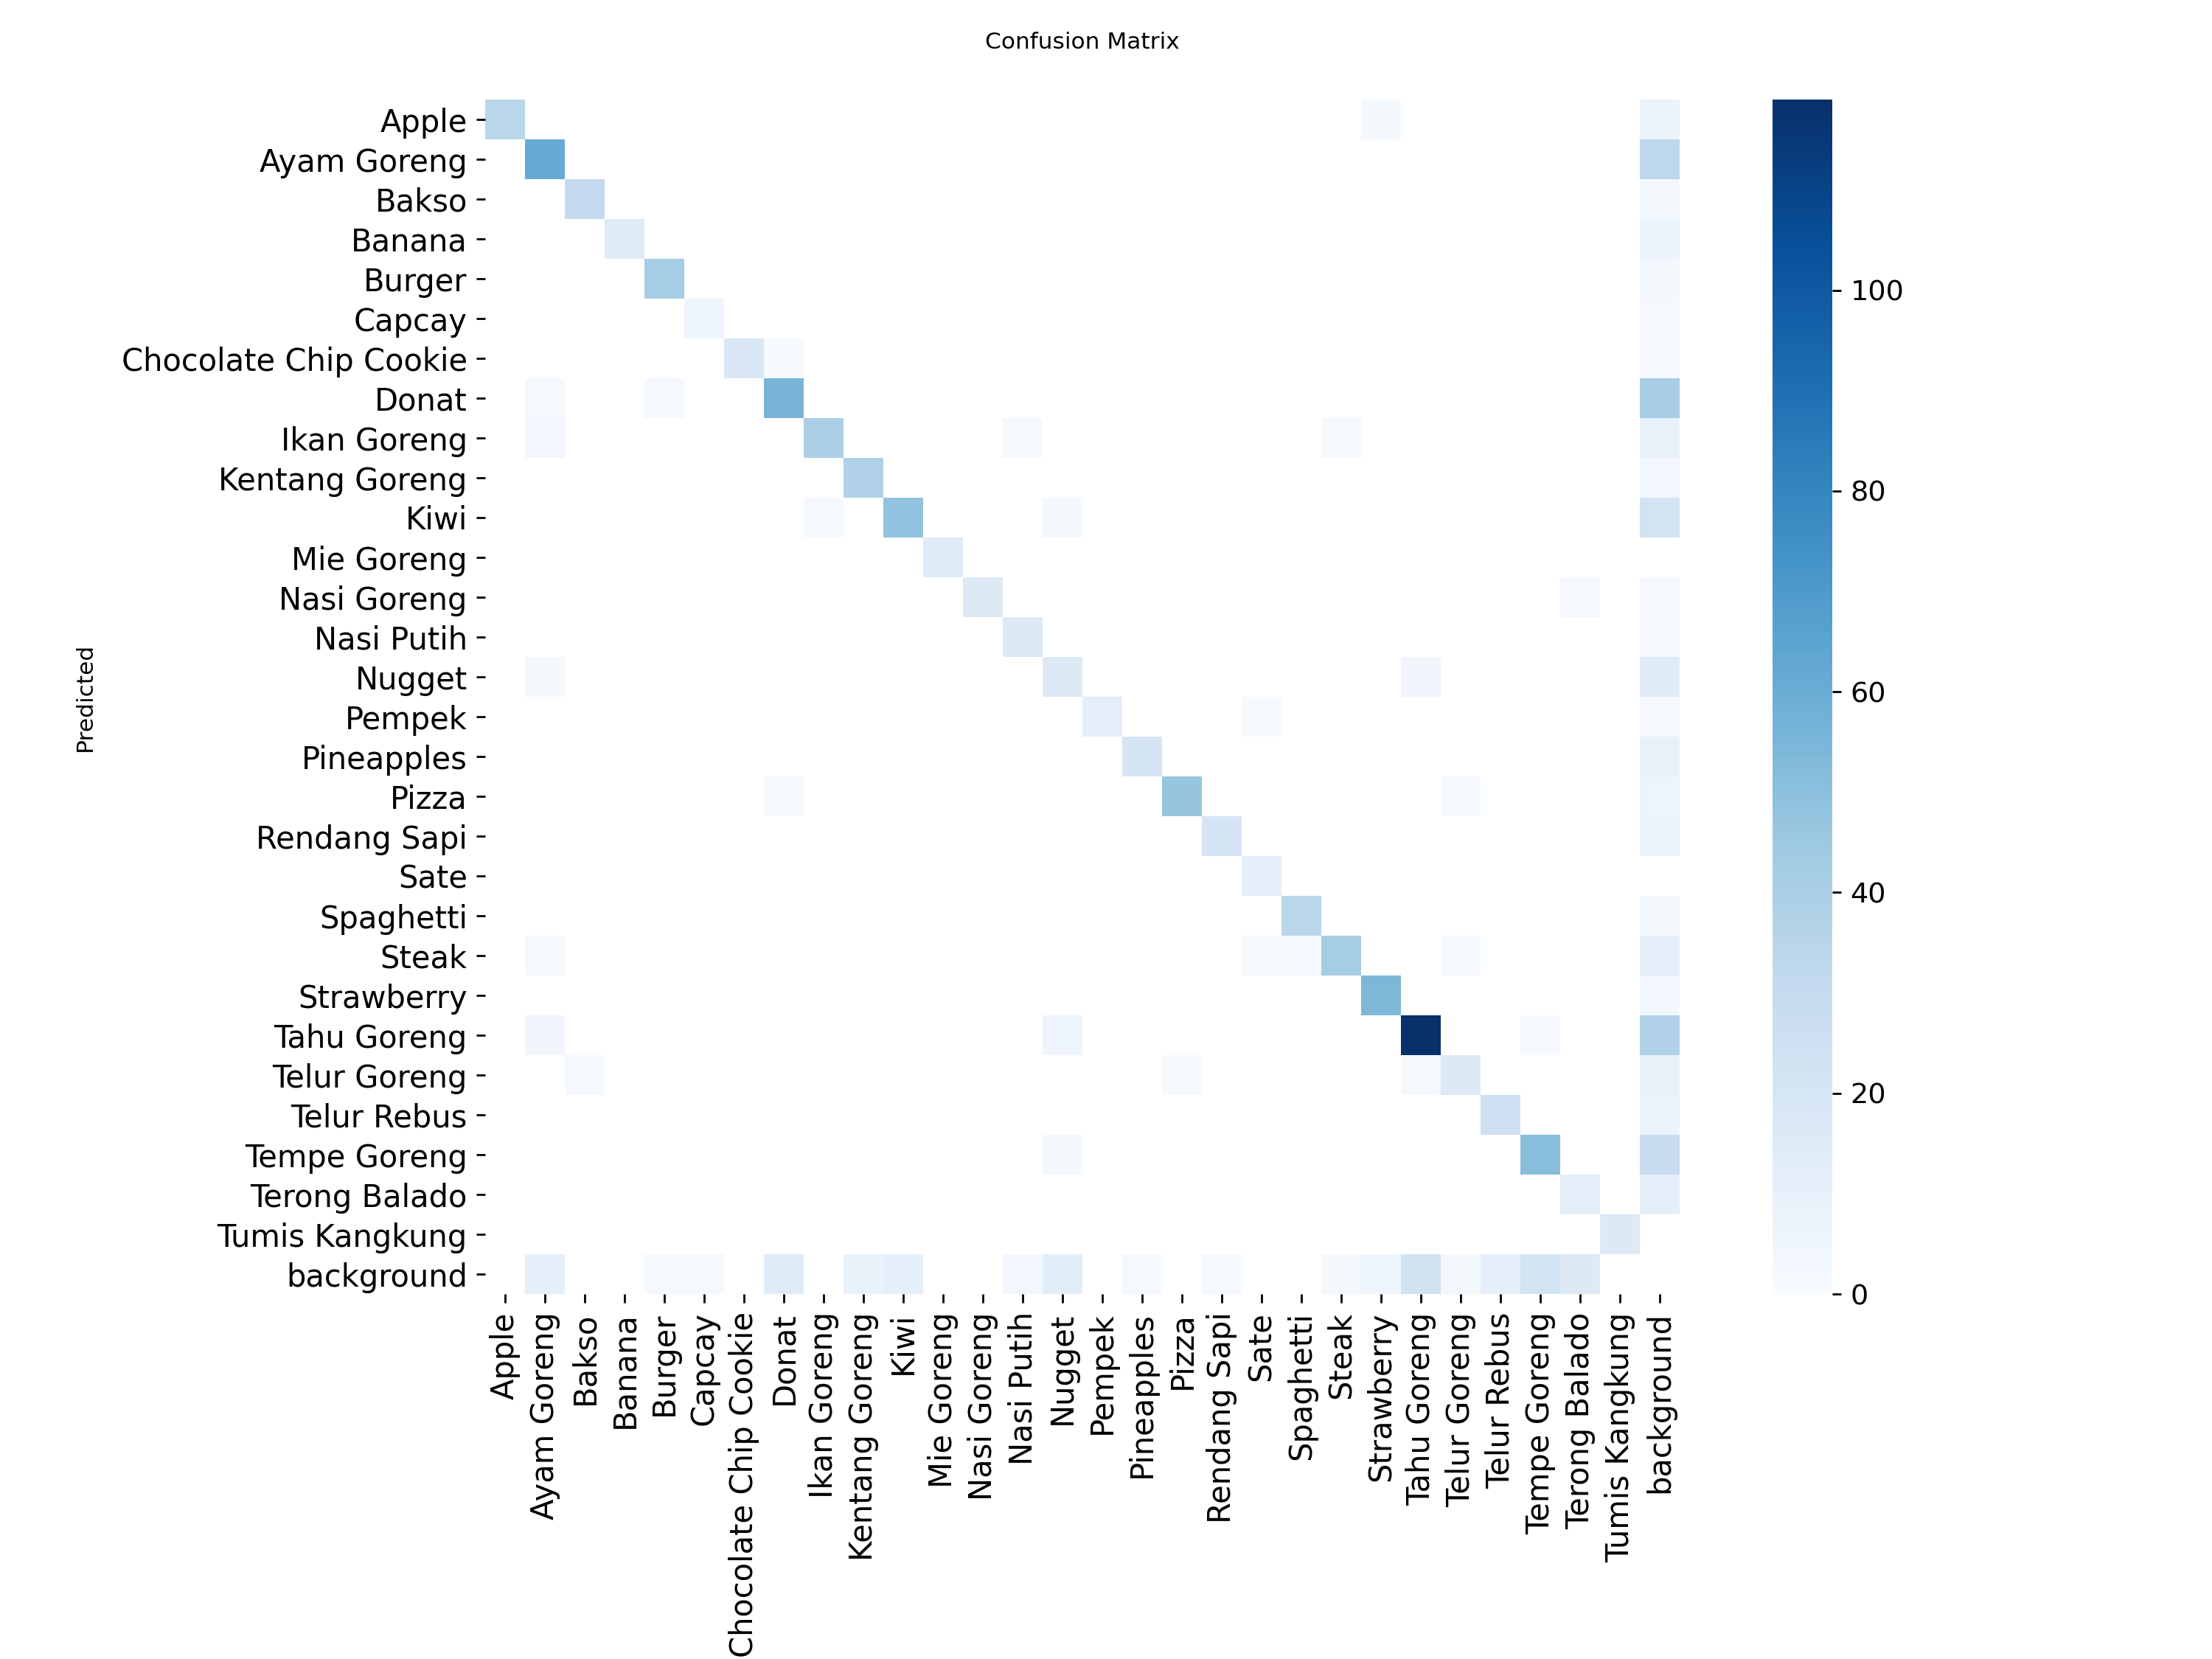 Confusion Matrix
Predicted
Apple
Ayam Goreng
Bakso
Banana
Burger
Capcay
Chocolate Chip Cookie
Donat
Ikan Goreng
Kentang Goreng
Kiwi
Mie Goreng
Nasi Goreng
Nasi Putih
Nugget
Pempek
Pineapples
Pizza
Rendang Sapi
Sate
Spaghetti
Steak
Strawberry
Tahu Goreng
Telur Goreng
Telur Rebus
Tempe Goreng
Terong Balado
Tumis Kangkung
background
Apple
Ayam Goreng
Bakso
Banana
Burger
Capcay
Chocolate Chip Cookie
Donat
Ikan Goreng
Kentang Goreng
Kiwi
Mie Goreng
Nasi Goreng
Nasi Putih
Nugget
Pempek
Pineapples
Pizza
Rendang Sapi
Sate
Spaghetti
Steak
Strawberry
Tahu Goreng
Telur Goreng
Telur Rebus
Tempe Goreng
Terong Balado
Tumis Kangkung
background
100
80
60
40
20
0